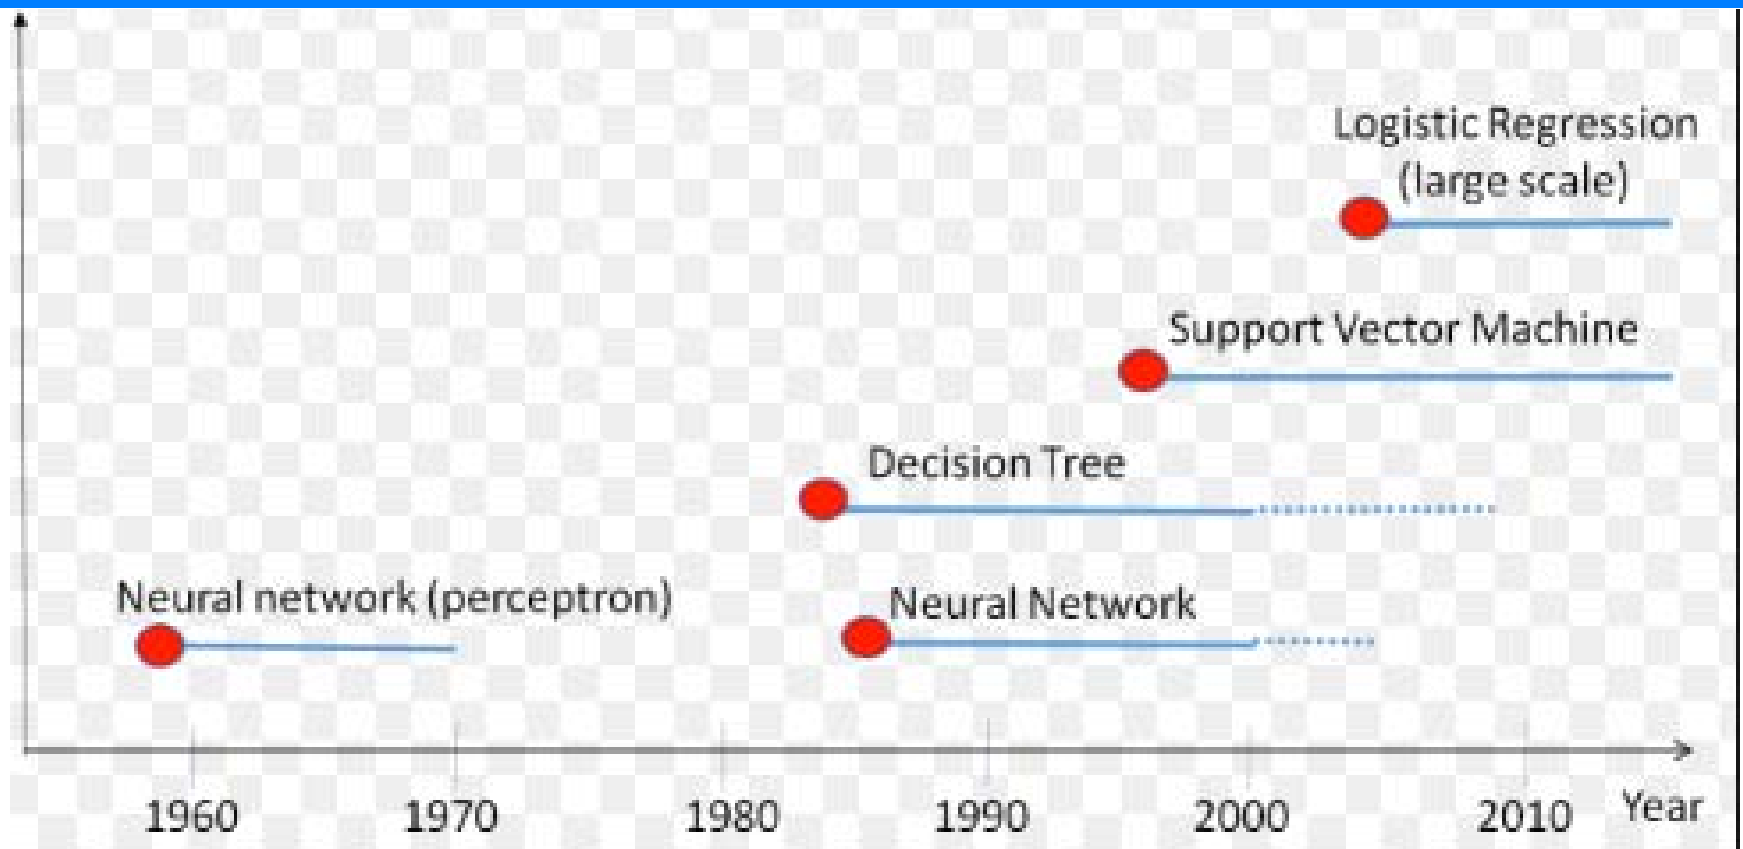 Logistic Regression
(large scale)
Support Vector Machine
Decision Tree
Neural network (perceptron)
Neural Network
1960 1970 1980 1990 2000 2010 Year